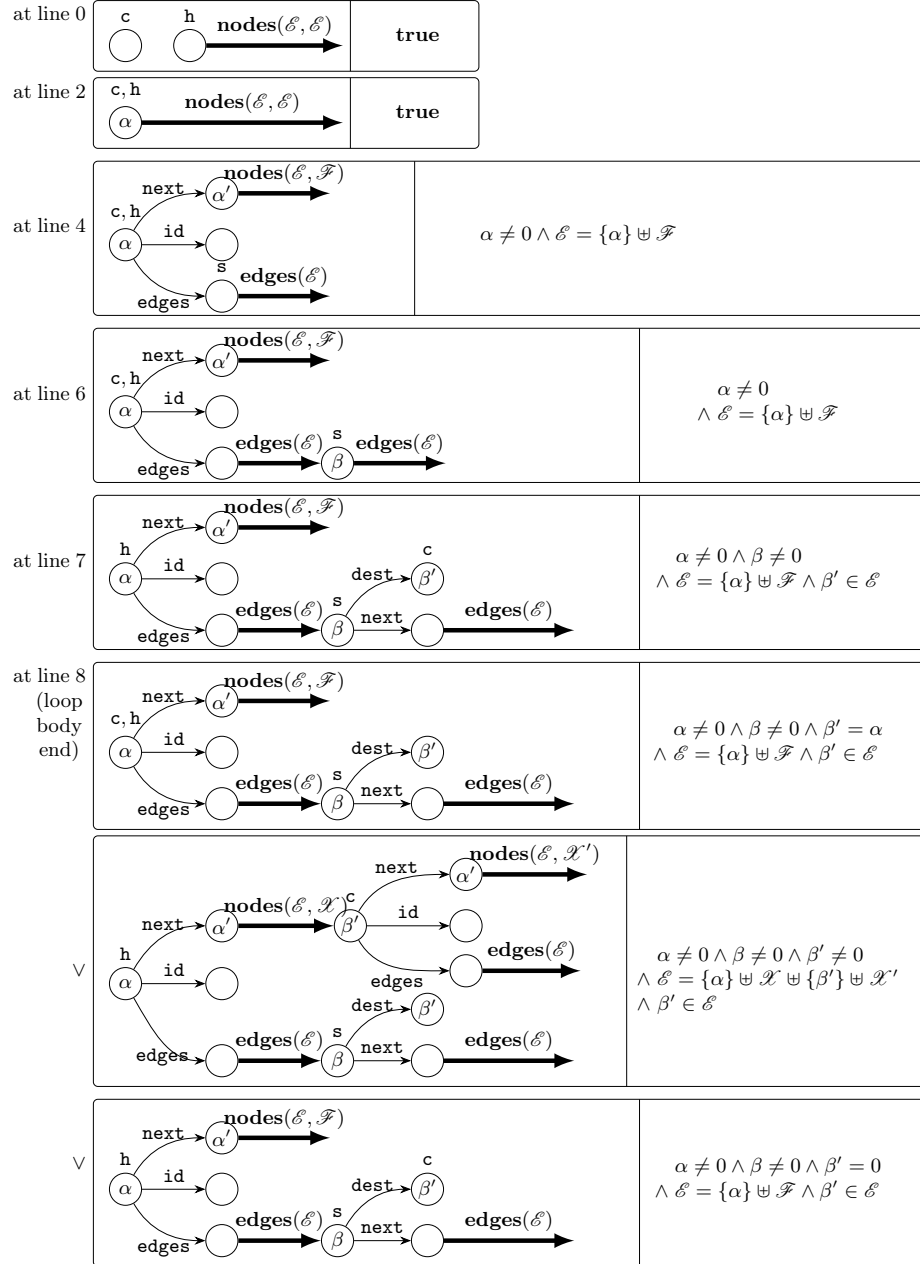 at line 0
c h nodes(ℰ, ℰ)
true
at line 2
c, h nodes(ℰ, ℰ)
α
true
at line 4
nodes(ℰ, ℱ)
next α′
c, h
α id
s edges(ℰ)
edges
α ≠ 0 ∧ ℰ = {α} ⊎ ℱ
at line 6
nodes(ℰ, ℱ)
next α′
c, h
α id
s
edges(ℰ) edges(ℰ)
edges β
α ≠ 0
∧ ℰ = {α} ⊎ ℱ
at line 7
nodes(ℰ, ℱ)
next α′
h c
α id dest β′
edges(ℰ) s edges(ℰ)
edges β next
α ≠ 0 ∧ β ≠ 0
∧ ℰ = {α} ⊎ ℱ ∧ β′ ∈ ℰ
at line 8
(loop
body
end)
nodes(ℰ, ℱ)
next α′
c, h
α id dest β′
edges(ℰ) s edges(ℰ)
edges β next
α ≠ 0 ∧ β ≠ 0 ∧ β′ = α
∧ ℰ = {α} ⊎ ℱ ∧ β′ ∈ ℰ
∨
nodes(ℰ, 𝒳′)
next α′
nodes(ℰ, 𝒳) c
next α′ β′ id
h edges(ℰ)
α id edges
dest β′
edges(ℰ) s edges(ℰ)
edges β next
α ≠ 0 ∧ β ≠ 0 ∧ β′ ≠ 0
∧ ℰ = {α} ⊎ 𝒳 ⊎ {β′} ⊎ 𝒳′
∧ β′ ∈ ℰ
∨
nodes(ℰ, ℱ)
next α′
h c
α id dest β′
edges(ℰ) s edges(ℰ)
edges β next
α ≠ 0 ∧ β ≠ 0 ∧ β′ = 0
∧ ℰ = {α} ⊎ ℱ ∧ β′ ∈ ℰ